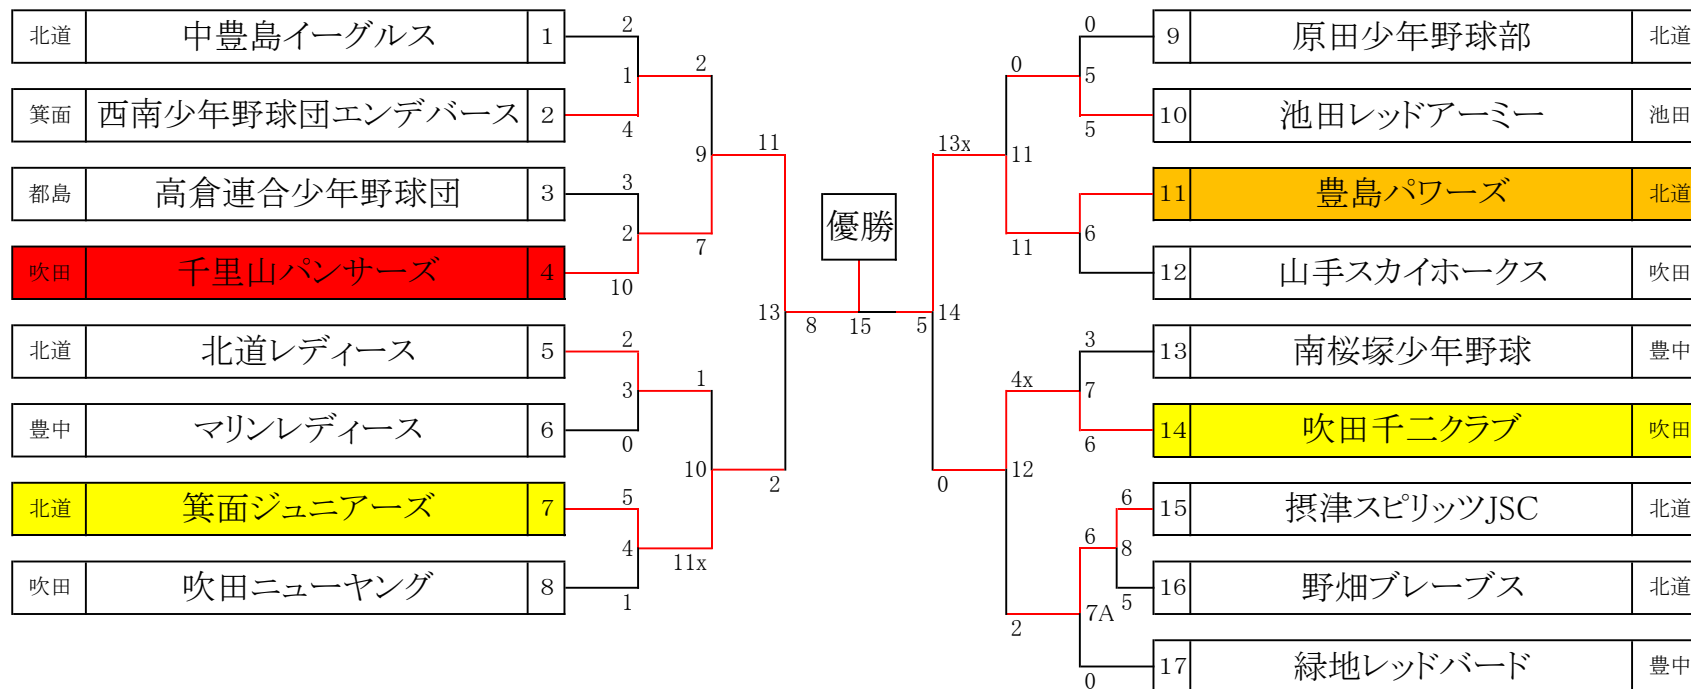 北道 中豊島イーグルス 1
箕面 西南少年野球団エンデバース 2
都島 高倉連合少年野球団 3
吹田 千里山パンサーズ 4
北道 北道レディース 5
豊中 マリンレディース 6
北道 箕面ジュニアーズ 7
吹田 吹田ニューヤング 8
2
1
4
3
2
10
2
3
0
5
4
1
2
9
7
1
10
11x
11
13
2
優勝
8 15 5
13x
14
0
0
11
11
4x
12
2
0
5
5
6
3
7
6
6
7A
0
6
8
5
9 原田少年野球部 北道
10 池田レッドアーミー 池田
11 豊島パワーズ 北道
12 山手スカイホークス 吹田
13 南桜塚少年野球 豊中
14 吹田千二クラブ 吹田
15 摂津スピリッツJSC 北道
16 野畑ブレーブス 北道
17 緑地レッドバード 豊中